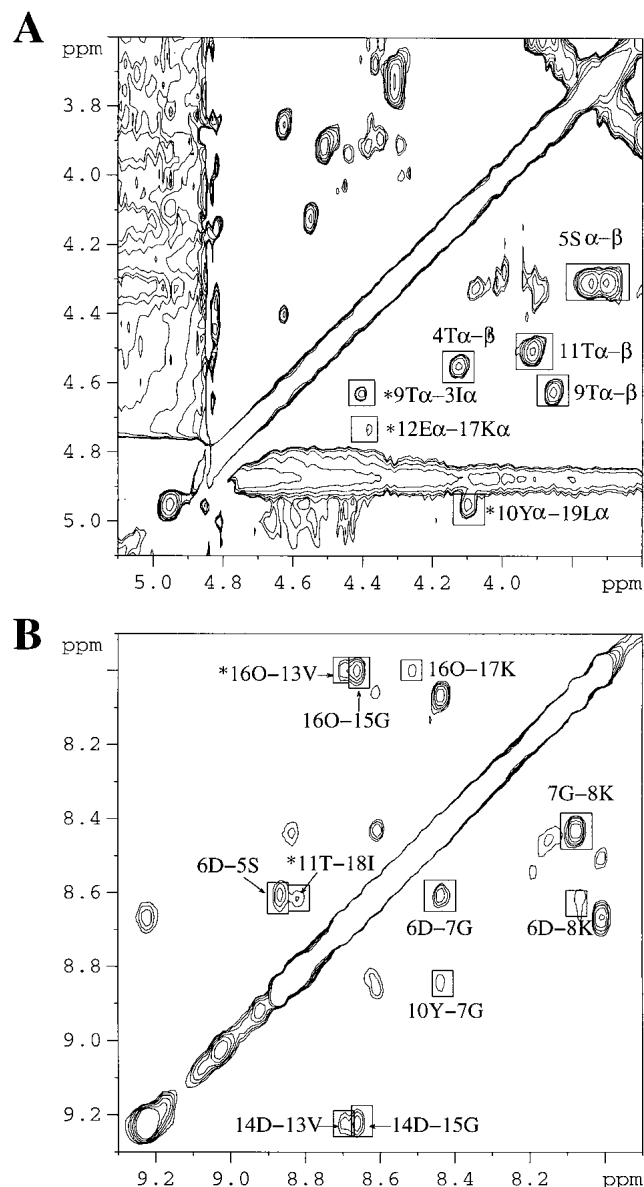 A
ppm
3.8
4.0
4.2
4.4
4.6
4.8
5.0
5S α−β
4Tα−β
11Tα−β
9Tα−β
*9Tα−3Iα
*12Eα−17Kα
*10Yα−19Lα
5.0 4.8 4.6 4.4 4.2 4.0 ppm
B
ppm
8.2
8.4
8.6
8.8
9.0
9.2
*16O−13V
16O−17K
16O−15G
7G−8K
6D−5S
*11T−18I
6D−7G
6D−8K
10Y−7G
14D−13V
14D−15G
9.2 9.0 8.8 8.6 8.4 8.2 ppm